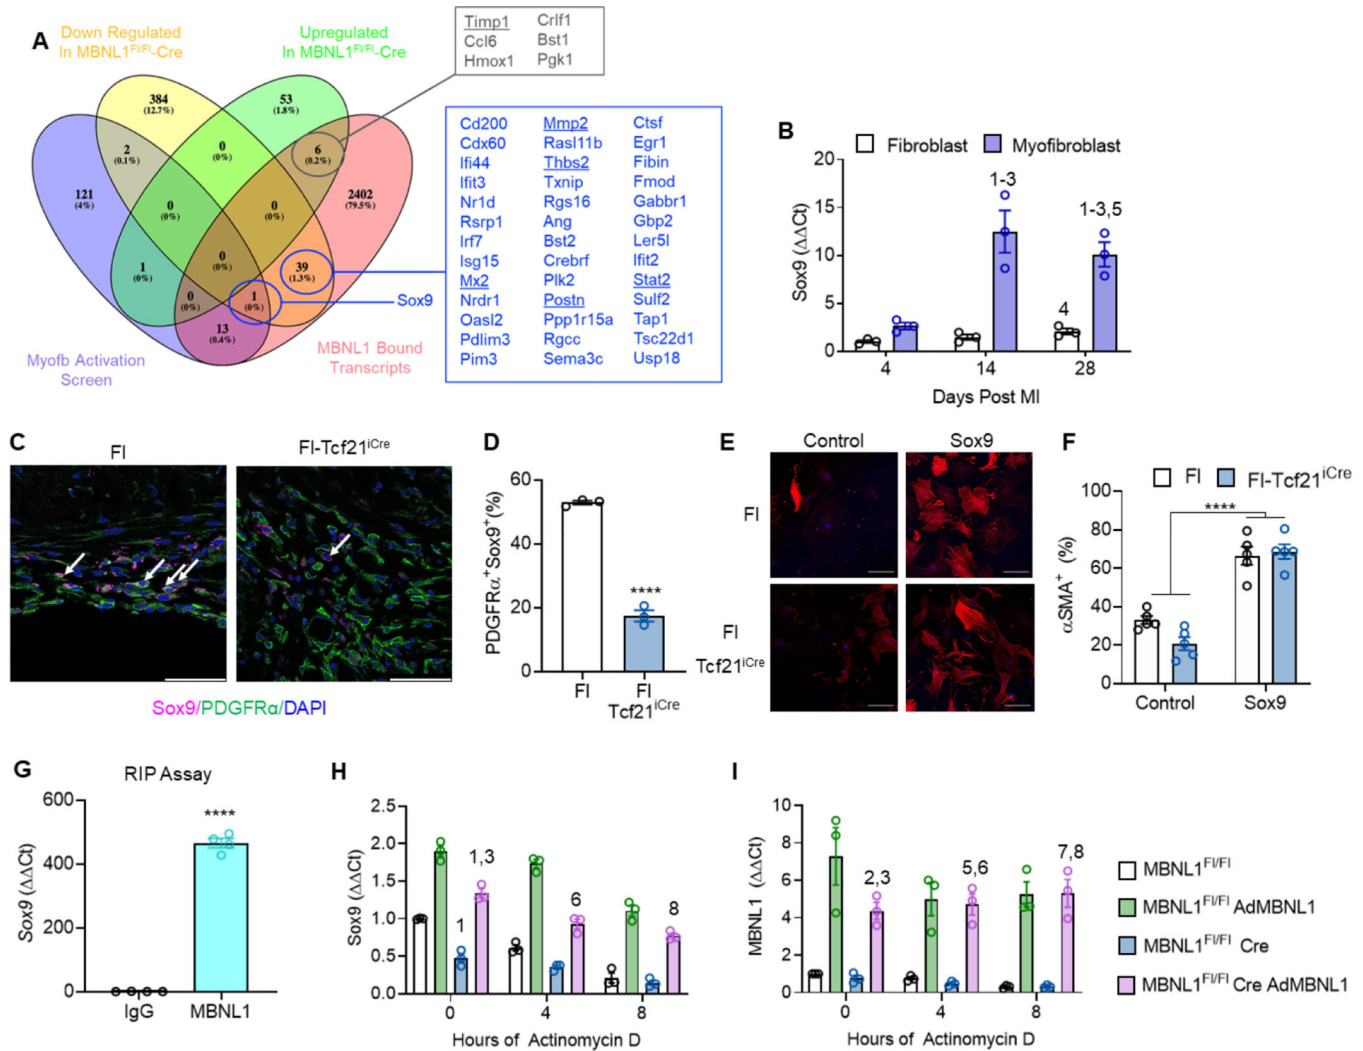 A
Down Regulated
In MBNL1Fl/Fl-Cre
Upregulated
In MBNL1Fl/Fl-Cre
Timp1 Crlf1
Ccl6 Bst1
Hmox1 Pgk1
384
(12.7%)
53
(1.8%)
2
(0.1%)
0
(0%)
6
(0.2%)
121
(4%)
0
(0%)
0
(0%)
2402
(79.5%)
1
(0%)
0
(0%)
39
(1.3%)
0
(0%)
1
(0%)
13
(0.4%)
Sox9
Myofb Activation
Screen
MBNL1 Bound
Transcripts
Cd200 Mmp2 Ctsf
Cdx60 Rasl11b Egr1
Ifi44 Thbs2 Fibin
Ifit3 Txnip Fmod
Nr1d Rgs16 Gabbr1
Rsrp1 Ang Gbp2
Irf7 Bst2 Ler5l
Isg15 Crebrf Ifit2
Mx2 Plk2 Stat2
Nrdr1 Postn Sulf2
Oasl2 Ppp1r15a Tap1
Pdlim3 Rgcc Tsc22d1
Pim3 Sema3c Usp18
B
Fibroblast Myofibroblast
Sox9 (ΔΔCt)
20
15
10
5
0
1-3
1-3,5
4
4 14 28
Days Post MI
C
Fl
Fl-Tcf21iCre
Sox9/PDGFRα/DAPI
D
PDGFRα+Sox9+(%)
60
40
20
0
****
Fl Fl
Tcf21iCre
E
Control Sox9
Fl
Fl
Tcf21iCre
F
Fl Fl-Tcf21iCre
αSMA+ (%)
100
80
60
40
20
0
****
Control Sox9
G
RIP Assay
Sox9 (ΔΔCt)
600
400
200
0
****
IgG MBNL1
H
Sox9 (ΔΔCt)
2.5
2.0
1.5
1.0
0.5
0.0
1
1,3
6
8
0 4 8
Hours of Actinomycin D
I
MBNL1 (ΔΔCt)
10
8
6
4
2
0
2,3
5,6
7,8
0 4 8
Hours of Actinomycin D
MBNL1Fl/Fl
MBNL1Fl/Fl AdMBNL1
MBNL1Fl/Fl Cre
MBNL1Fl/Fl Cre AdMBNL1